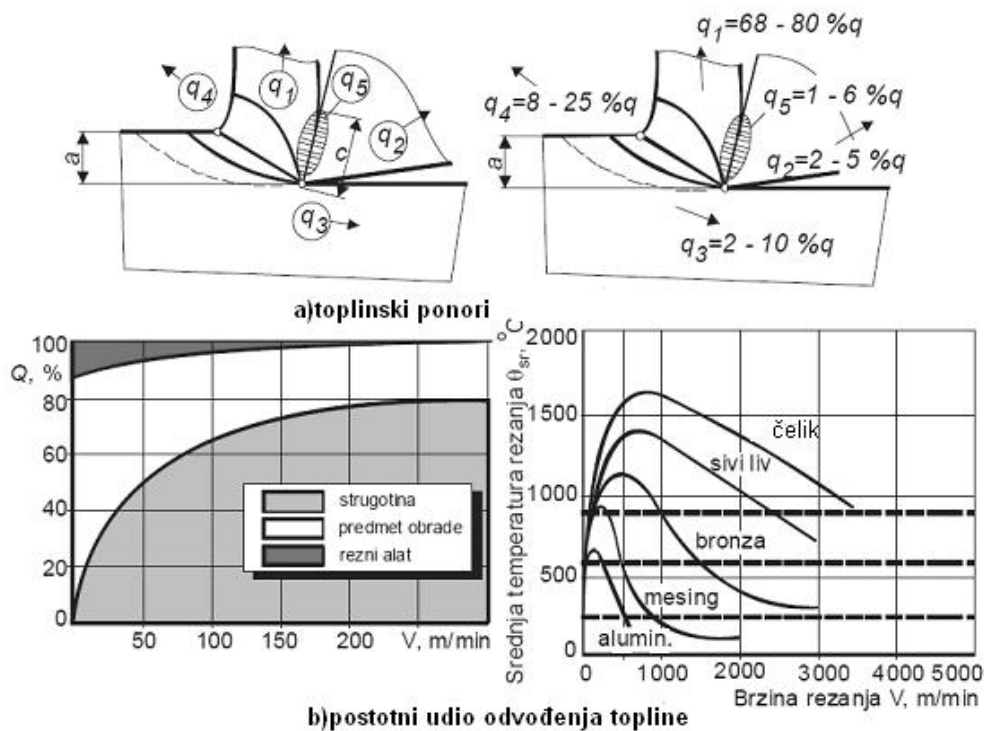 q₄
q₁
q₅
q₂
a
c
q₃
q₁=68 - 80%q
q₄=8 - 25 %q
q₅=1 - 6 %q
a
q₂=2 - 5 %q
q₃=2 - 10 %q
a)toplinski ponori
100
Q, %
80
60
40
20
0
50
100
150
200
V, m/min
strugotina
predmet obrade
rezni alat
Srednja temperatura rezanja θsr, °C
2000
1500
1000
500
0
čelik
sivi liv
bronza
mesing
alumin.
0
1000
2000
3000
4000
5000
Brzina rezanja V, m/min
b)postotni udio odvođenja topline